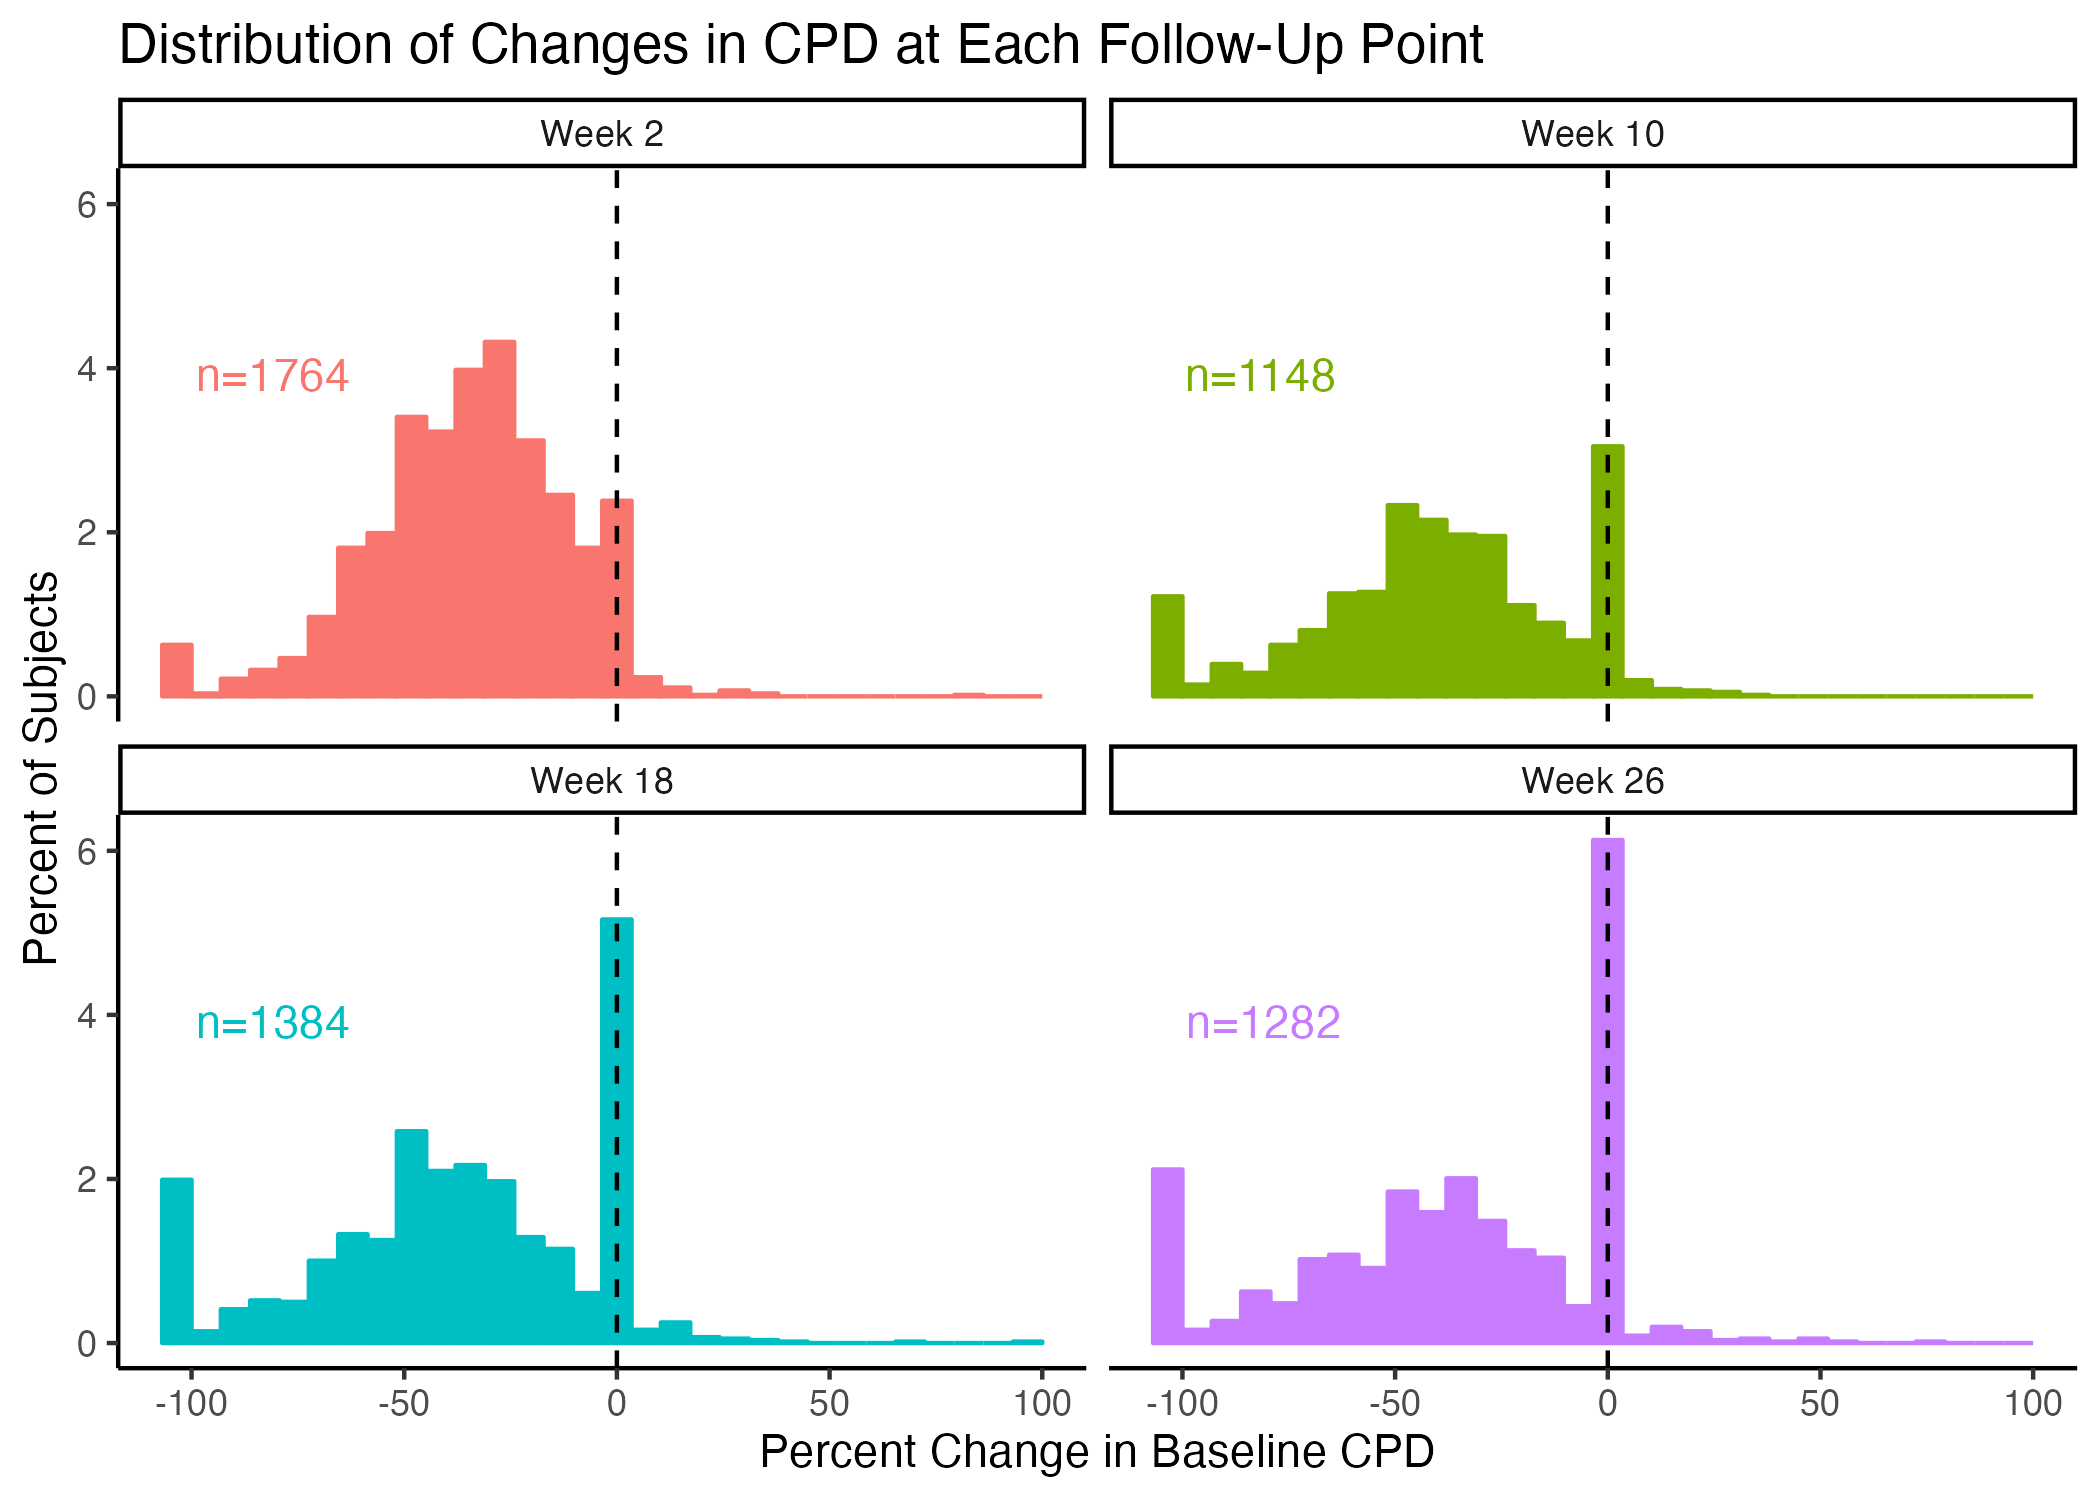 Distribution of Changes in CPD at Each Follow-Up Point
Week 2
Week 10
6
4
2
0
n=1764
n=1148
Percent of Subjects
Week 18
Week 26
6
4
2
0
n=1384
n=1282
-100 -50 0 50 100
-100 -50 0 50 100
Percent Change in Baseline CPD